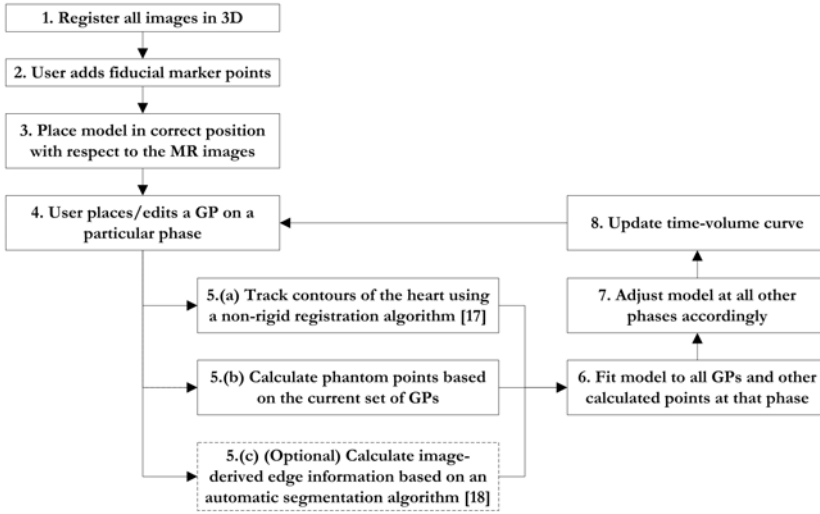 1. Register all images in 3D
2. User adds fiducial marker points
3. Place model in correct position
with respect to the MR images
4. User places/edits a GP on a
particular phase
5.(a) Track contours of the heart using
a non-rigid registration algorithm [17]
5.(b) Calculate phantom points based
on the current set of GPs
5.(c) (Optional) Calculate image-
derived edge information based on an
automatic segmentation algorithm [18]
6. Fit model to all GPs and other
calculated points at that phase
7. Adjust model at all other
phases accordingly
8. Update time-volume curve